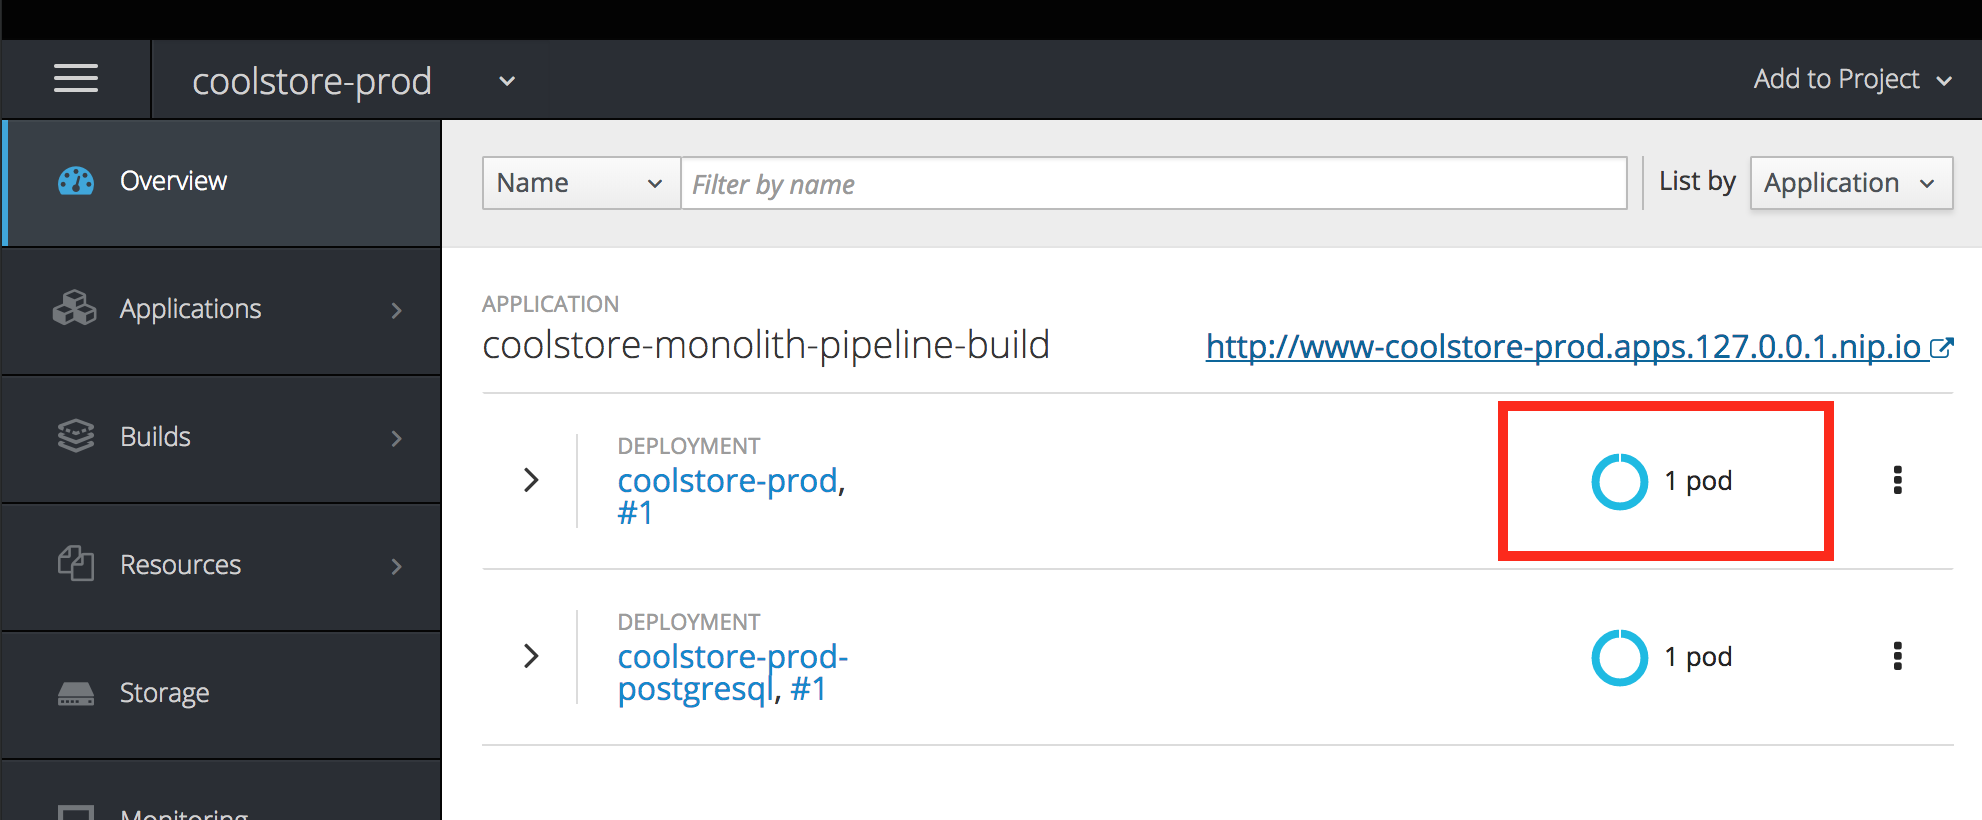 coolstore-prod
Add to Project
Overview
Applications
Builds
Resources
Storage
Monitoring
Name
Filter by name
List by
Application
APPLICATION
coolstore-monolith-pipeline-build
http://www-coolstore-prod.apps.127.0.0.1.nip.io
DEPLOYMENT
coolstore-prod,
#1
1 pod
DEPLOYMENT
coolstore-prod-
postgresql, #1
1 pod